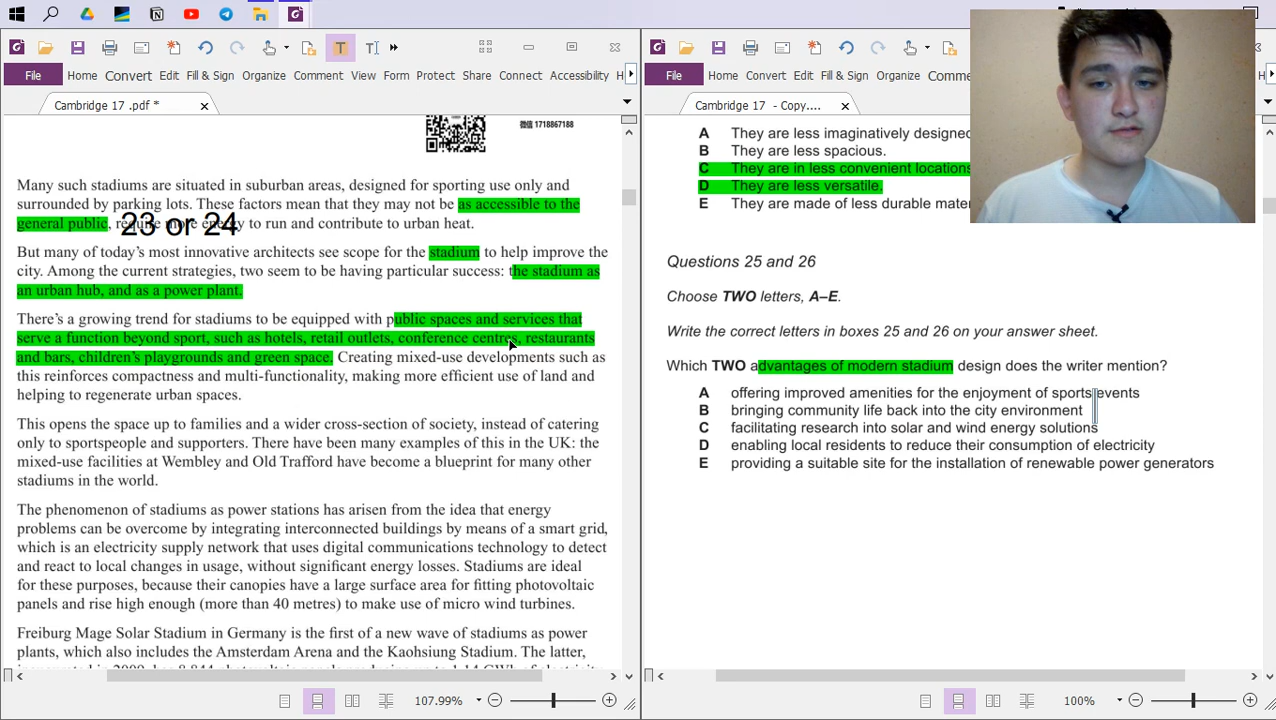 File Home Convert Edit Fill & Sign Organize Comment View Form Protect Share Connect Accessibility
Cambridge 17 .pdf *
微信 1718867188
Many such stadiums are situated in suburban areas, designed for sporting use only and
surrounded by parking lots. These factors mean that they may not be as accessible to the
general public, require more energy to run and contribute to urban heat.
23 or 24
But many of today's most innovative architects see scope for the stadium to help improve the
city. Among the current strategies, two seem to be having particular success: the stadium as
an urban hub, and as a power plant.
There's a growing trend for stadiums to be equipped with public spaces and services that
serve a function beyond sport, such as hotels, retail outlets, conference centres, restaurants
and bars, children's playgrounds and green space. Creating mixed-use developments such as
this reinforces compactness and multi-functionality, making more efficient use of land and
helping to regenerate urban spaces.
This opens the space up to families and a wider cross-section of society, instead of catering
only to sportspeople and supporters. There have been many examples of this in the UK: the
mixed-use facilities at Wembley and Old Trafford have become a blueprint for many other
stadiums in the world.
The phenomenon of stadiums as power stations has arisen from the idea that energy
problems can be overcome by integrating interconnected buildings by means of a smart grid,
which is an electricity supply network that uses digital communications technology to detect
and react to local changes in usage, without significant energy losses. Stadiums are ideal
for these purposes, because their canopies have a large surface area for fitting photovoltaic
panels and rise high enough (more than 40 metres) to make use of micro wind turbines.
Freiburg Mage Solar Stadium in Germany is the first of a new wave of stadiums as power
plants, which also includes the Amsterdam Arena and the Kaohsiung Stadium. The latter,
107.99%
File Home Convert Edit Fill & Sign Organize
Cambridge 17 - Copy....
A They are less imaginatively designed
B They are less spacious.
C They are in less convenient locations
D They are less versatile.
E They are made of less durable
Questions 25 and 26
Choose TWO letters, A–E.
Write the correct letters in boxes 25 and 26 on your answer sheet.
Which TWO advantages of modern stadium design does the writer mention?
A offering improved amenities for the enjoyment of sports events
B bringing community life back into the city environment
C facilitating research into solar and wind energy solutions
D enabling local residents to reduce their consumption of electricity
E providing a suitable site for the installation of renewable power generators
100%